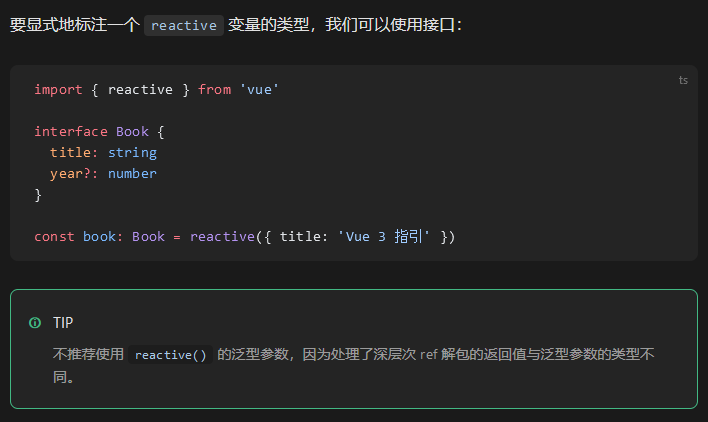 要显式地标注一个 reactive 变量的类型，我们可以使用接口：
ts
import { reactive } from 'vue'
interface Book {
  title: string
  year?: number
}
const book: Book = reactive({ title: 'Vue 3 指引' })
TIP
不推荐使用 reactive() 的泛型参数，因为处理了深层次 ref 解包的返回值与泛型参数的类型不
同。